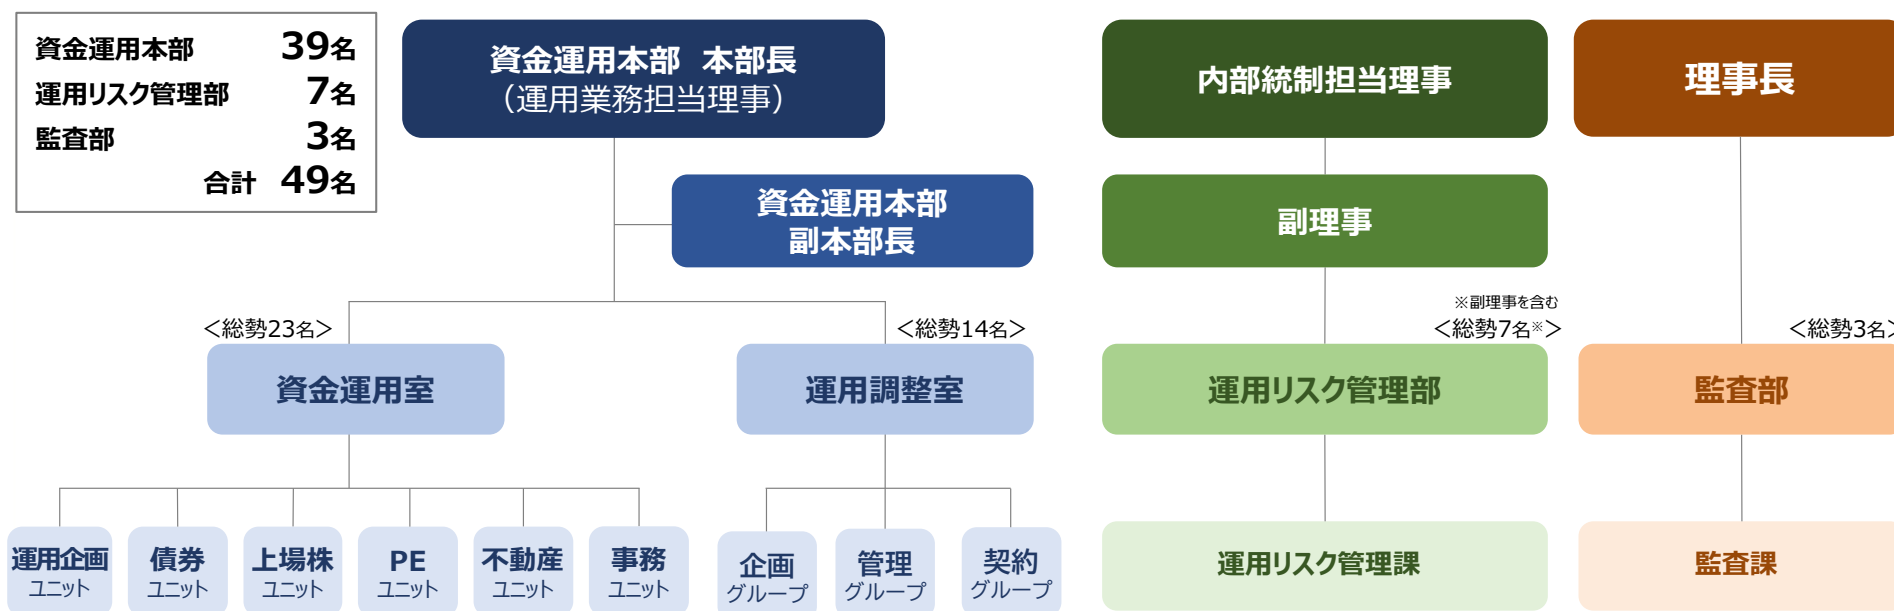 資金運用本部 39名
運用リスク管理部 7名
監査部 3名
合計 49名
資金運用本部 本部長
（運用業務担当理事）
資金運用本部
副本部長
内部統制担当理事
副理事
理事長
＜総勢23名＞
資金運用室
＜総勢14名＞
運用調整室
※副理事を含む
＜総勢7名※＞
運用リスク管理部
＜総勢3名＞
監査部
運用企画
ユニット
債券
ユニット
上場株
ユニット
PE
ユニット
不動産
ユニット
事務
ユニット
企画
グループ
管理
グループ
契約
グループ
運用リスク管理課
監査課